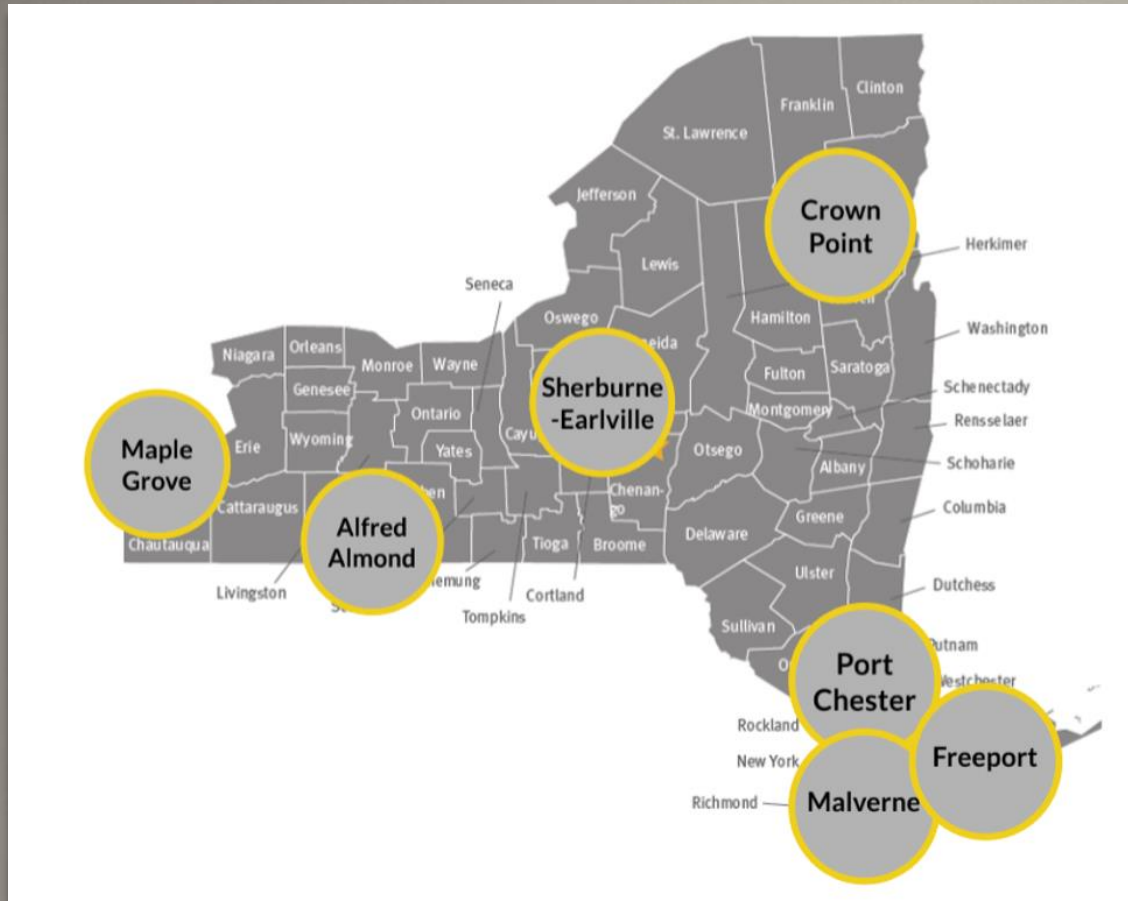 Clinton
Franklin
St. Lawrence
Jefferson
Crown
Point
Herkimer
Lewis
Seneca
Oswego
Hamilton
Washington
Niagara
Orleans
Monroe
Wayne
Fulton
Saratoga
Genesee
Sherburne
-Earlville
Schenectady
Ontario
Montgomery
Rensselaer
Maple
Grove
Erie
Wyoming
Yates
Otsego
Schoharie
Albany
Chenan-
go
Cattaraugus
Columbia
Greene
Alfred
Almond
Chautauqua
Tioga
Broome
Delaware
Ulster
Livingston
Cortland
Dutchess
Tompkins
Sullivan
Port
Chester
Rockland
New York
Freeport
Richmond
Malverne